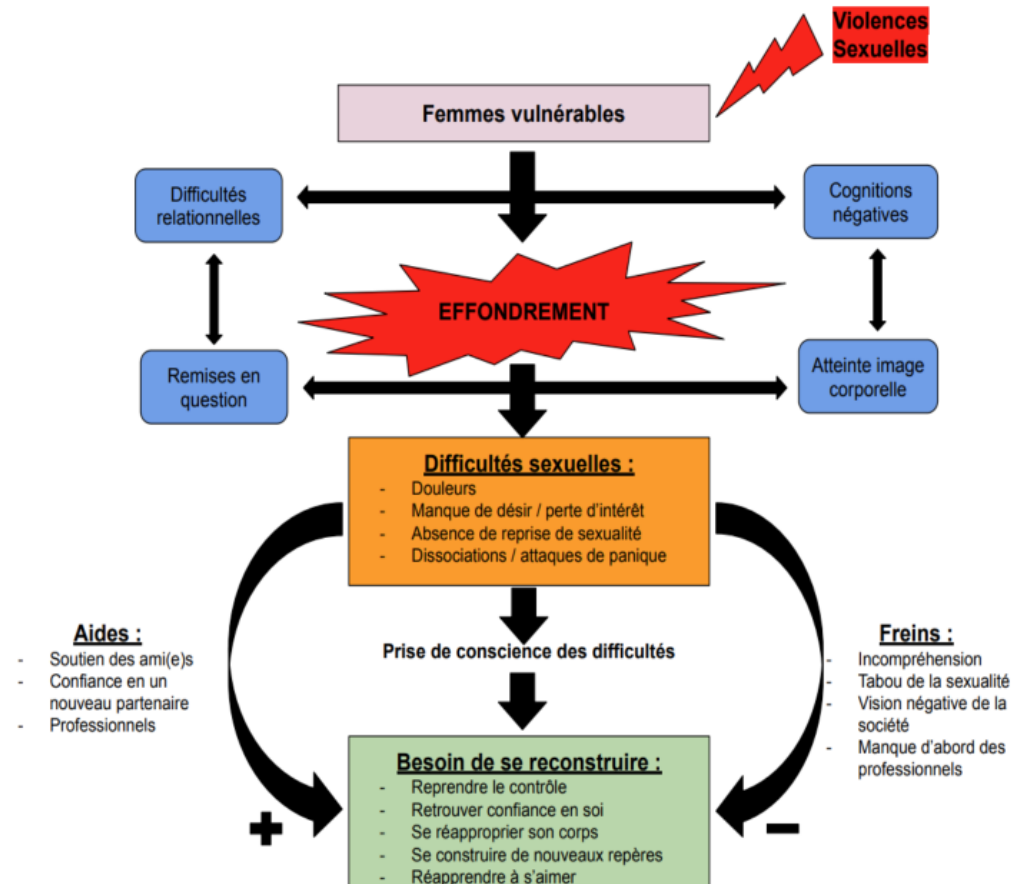 Violences
Sexuelles
Femmes vulnérables
Difficultés
relationnelles
Cognitions
négatives
EFFONDREMENT
Remises en
question
Atteinte image
corporelle
Difficultés sexuelles :
- Douleurs
- Manque de désir / perte d'intérêt
- Absence de reprise de sexualité
- Dissociations / attaques de panique
Aides :
- Soutien des ami(e)s
- Confiance en un
nouveau partenaire
- Professionnels
Prise de conscience des difficultés
Freins :
- Incompréhension
- Tabou de la sexualité
- Vision négative de la
société
- Manque d'abord des
professionnels
Besoin de se reconstruire :
- Reprendre le contrôle
- Retrouver confiance en soi
- Se réapproprier son corps
- Se construire de nouveaux repères
- Réapprendre à s'aimer
+
−